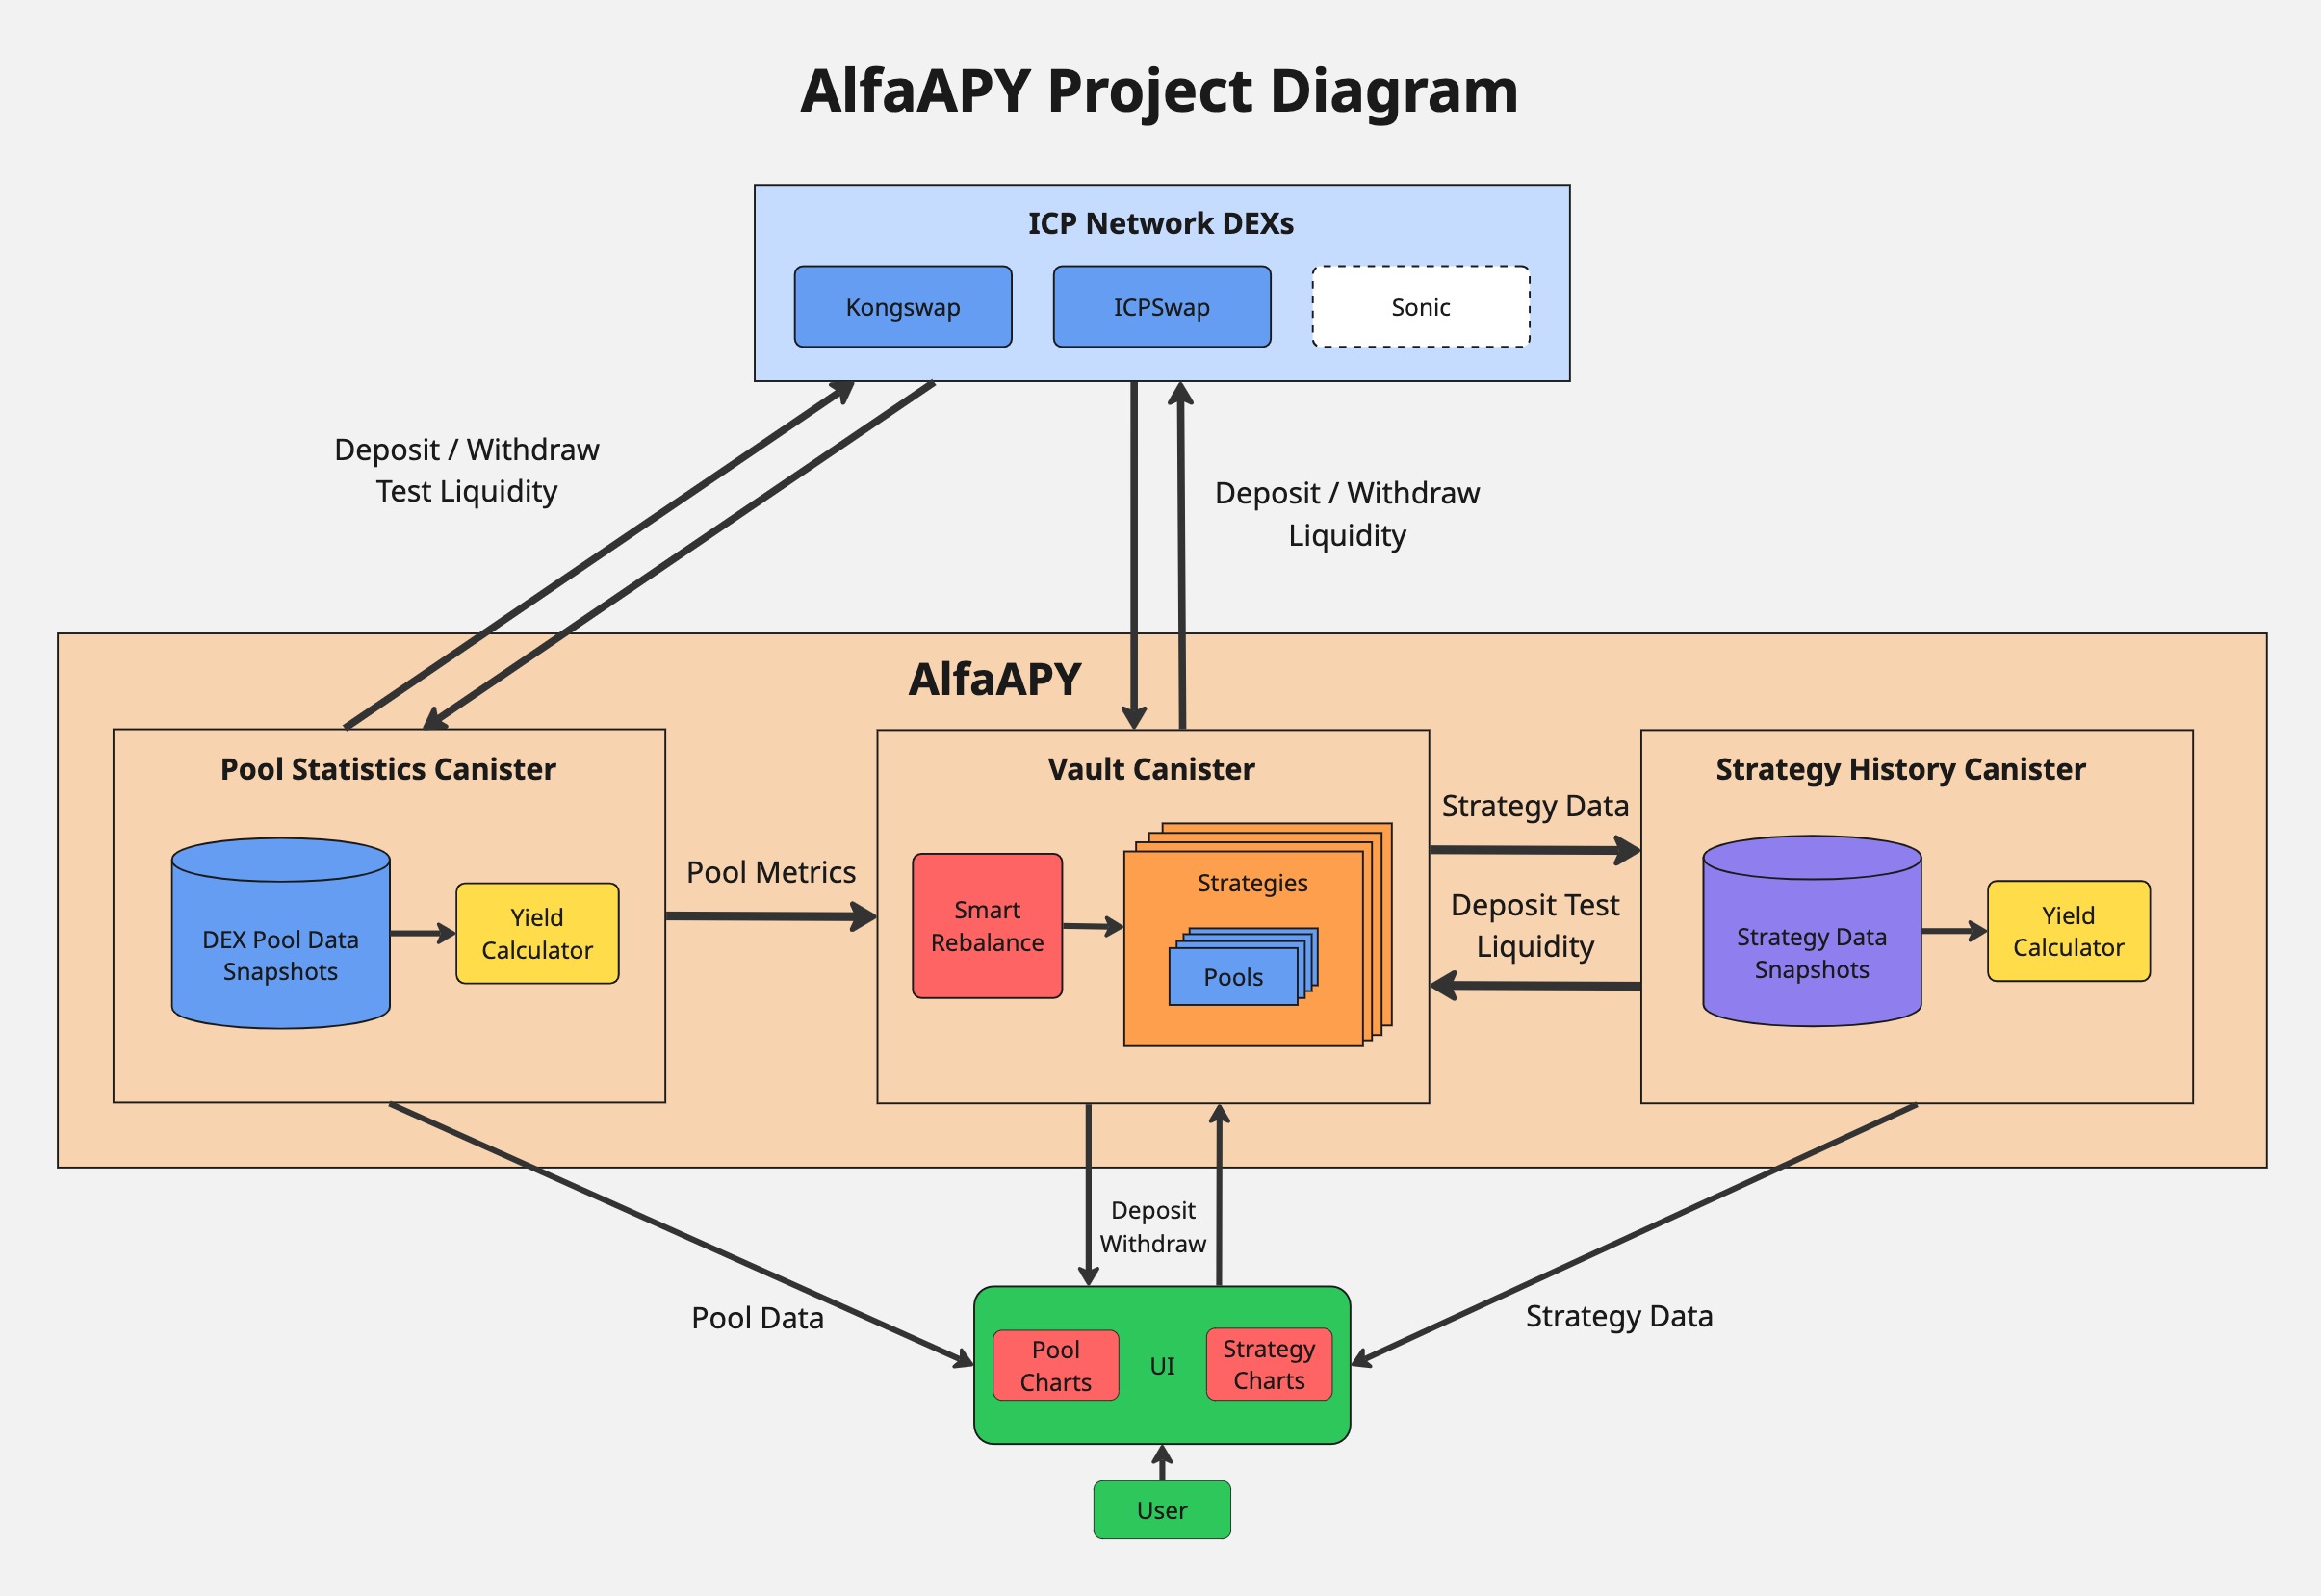 AlfaAPY Project Diagram
ICP Network DEXs
Kongswap
ICPSwap
Sonic
Deposit / Withdraw
Test Liquidity
Deposit / Withdraw
Liquidity
AlfaAPY
Pool Statistics Canister
DEX Pool Data
Snapshots
Yield
Calculator
Pool Metrics
Vault Canister
Smart
Rebalance
Strategies
Pools
Strategy Data
Deposit Test
Liquidity
Strategy History Canister
Strategy Data
Snapshots
Yield
Calculator
Deposit
Withdraw
Pool Data
Strategy Data
Pool
Charts
UI
Strategy
Charts
User